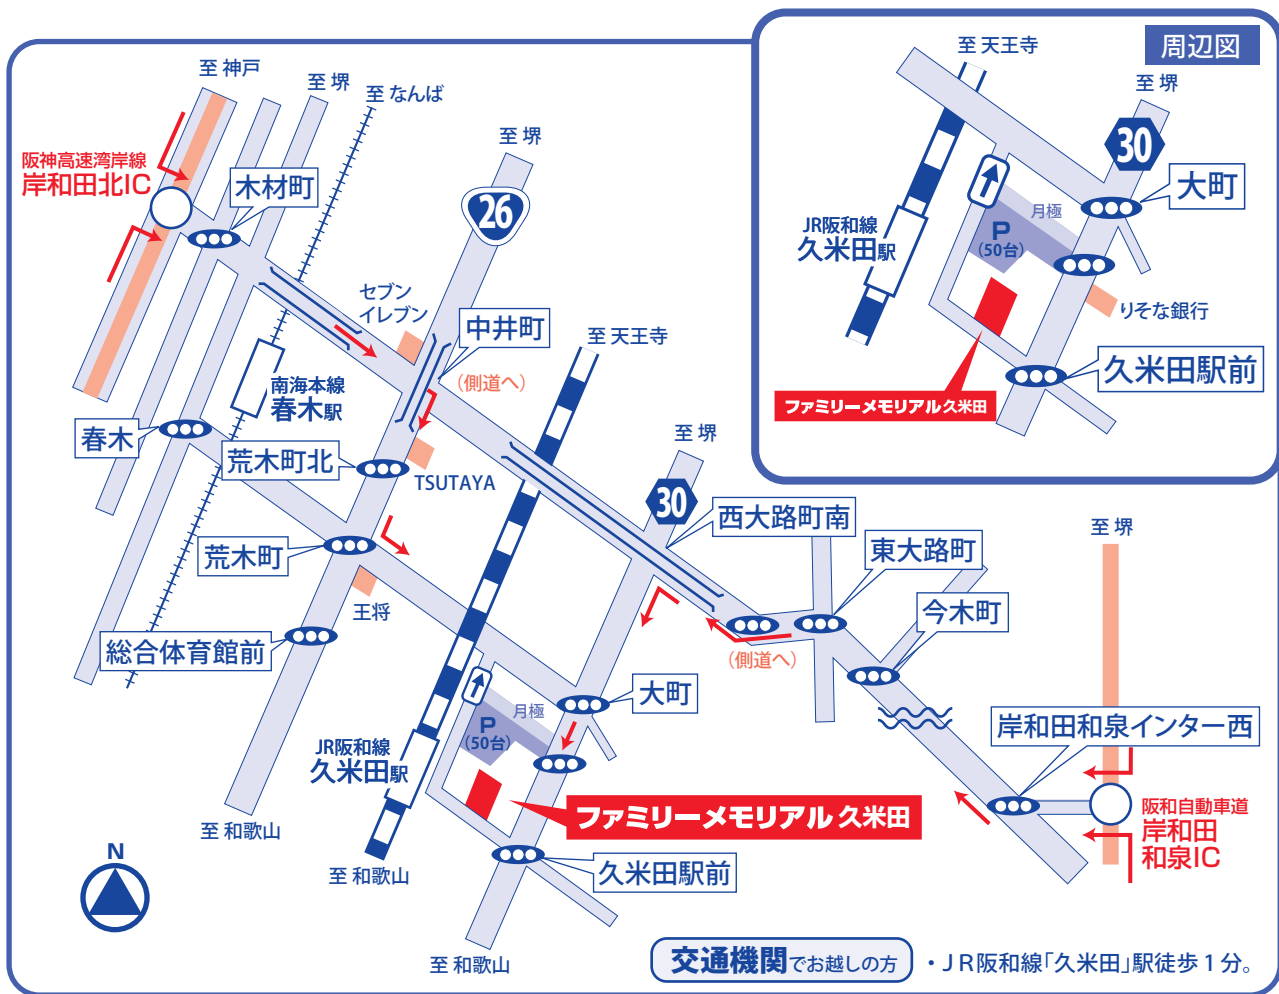 至 神戸
至 堺
至 なんば
至 堺
26
阪神高速湾岸線
岸和田北IC
木材町
セブン
イレブン
中井町
(側道へ)
至 天王寺
南海本線
春木駅
春木
荒木町北
TSUTAYA
至 堺
30
西大路町南
荒木町
東大路町
至 堺
王将
今木町
総合体育館前
(側道へ)
大町
月極
P
(50台)
岸和田和泉インター西
JR阪和線
久米田駅
ファミリーメモリアル 久米田
阪和自動車道
岸和田
和泉IC
至 和歌山
久米田駅前
至 和歌山
N
至 和歌山
交通機関でお越しの方
・JR阪和線「久米田」駅徒歩1分。
周辺図
至 天王寺
至 堺
30
大町
月極
P
(50台)
JR阪和線
久米田駅
りそな銀行
久米田駅前
ファミリーメモリアル 久米田